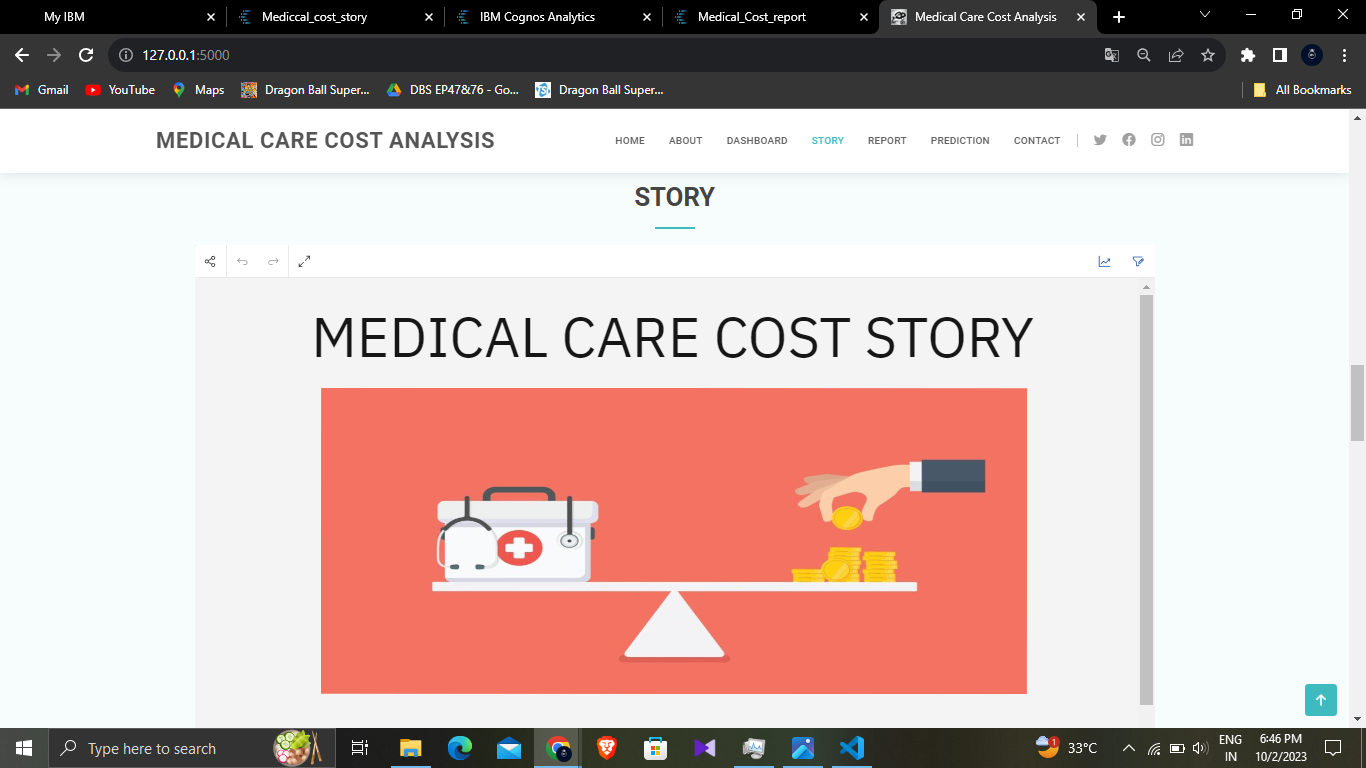 My IBM
Mediccal_cost_story
IBM Cognos Analytics
Medical_Cost_report
Medical Care Cost Analysis
127.0.0.1:5000
Gmail
YouTube
Maps
Dragon Ball Super...
DBS EP47&76 - Go...
Dragon Ball Super...
All Bookmarks
MEDICAL CARE COST ANALYSIS
HOME
ABOUT
DASHBOARD
STORY
REPORT
PREDICTION
CONTACT
STORY
MEDICAL CARE COST STORY
Type here to search
1
33°C
ENG
IN
6:46 PM
10/2/2023